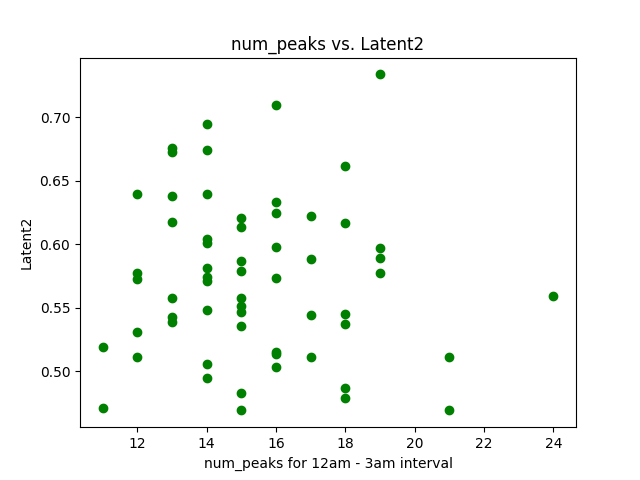 num_peaks vs. Latent2
0.70
0.65
0.60
0.55
0.50
Latent2
12 14 16 18 20 22 24
num_peaks for 12am - 3am interval